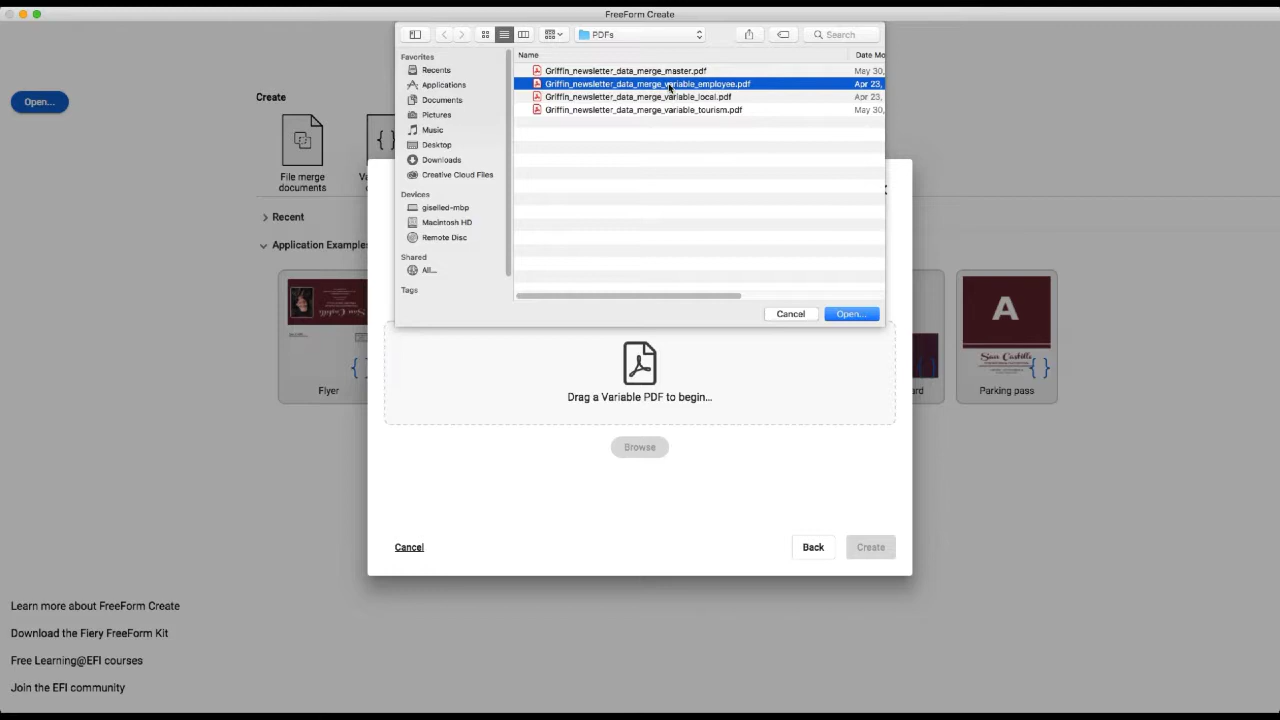 FreeForm Create
Open...
Create
File merge
documents
Recent
Application Examples
Flyer
A
Sara Castillo
Parking pass
PDFs
Search
Favorites
Recents
Applications
Documents
Pictures
Music
Desktop
Downloads
Creative Cloud Files
Devices
giselled-mbp
Macintosh HD
Remote Disc
Shared
All...
Tags
Name
Date Mo
Griffin_newsletter_data_merge_master.pdf
May 30,
Griffin_newsletter_data_merge_variable_employee.pdf
Apr 23,
Griffin_newsletter_data_merge_variable_local.pdf
Apr 23,
Griffin_newsletter_data_merge_variable_tourism.pdf
May 30,
Cancel
Open...
Drag a Variable PDF to begin...
Browse
Cancel
Back
Create
Learn more about FreeForm Create
Download the Fiery FreeForm Kit
Free Learning@EFI courses
Join the EFI community